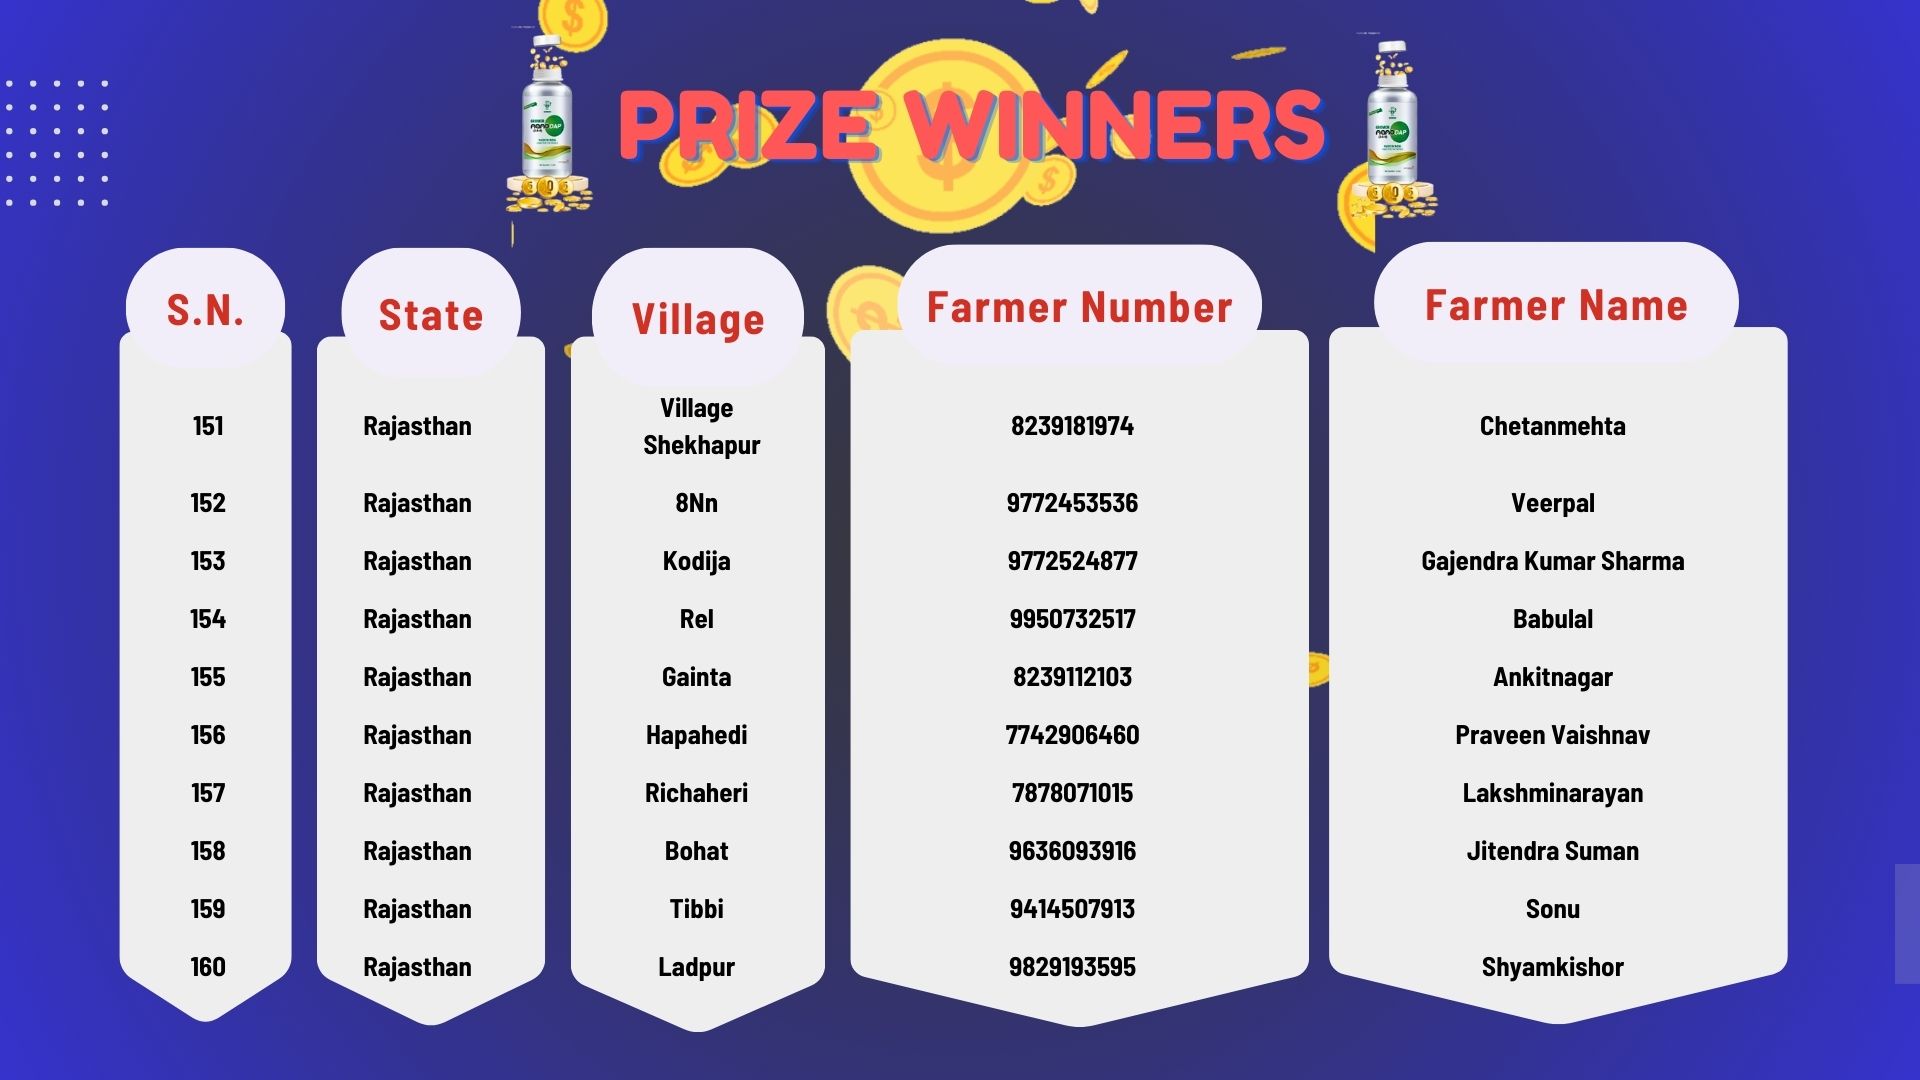 PRIZE WINNERS
S.N. State Village Farmer Number Farmer Name
151 Rajasthan Village Shekhapur 8239181974 Chetanmehta
152 Rajasthan 8Nn 9772453536 Veerpal
153 Rajasthan Kodija 9772524877 Gajendra Kumar Sharma
154 Rajasthan Rel 9950732517 Babulal
155 Rajasthan Gainta 8239112103 Ankitnagar
156 Rajasthan Hapahedi 7742906460 Praveen Vaishnav
157 Rajasthan Richaheri 7878071015 Lakshminarayan
158 Rajasthan Bohat 9636093916 Jitendra Suman
159 Rajasthan Tibbi 9414507913 Sonu
160 Rajasthan Ladpur 9829193595 Shyamkishor